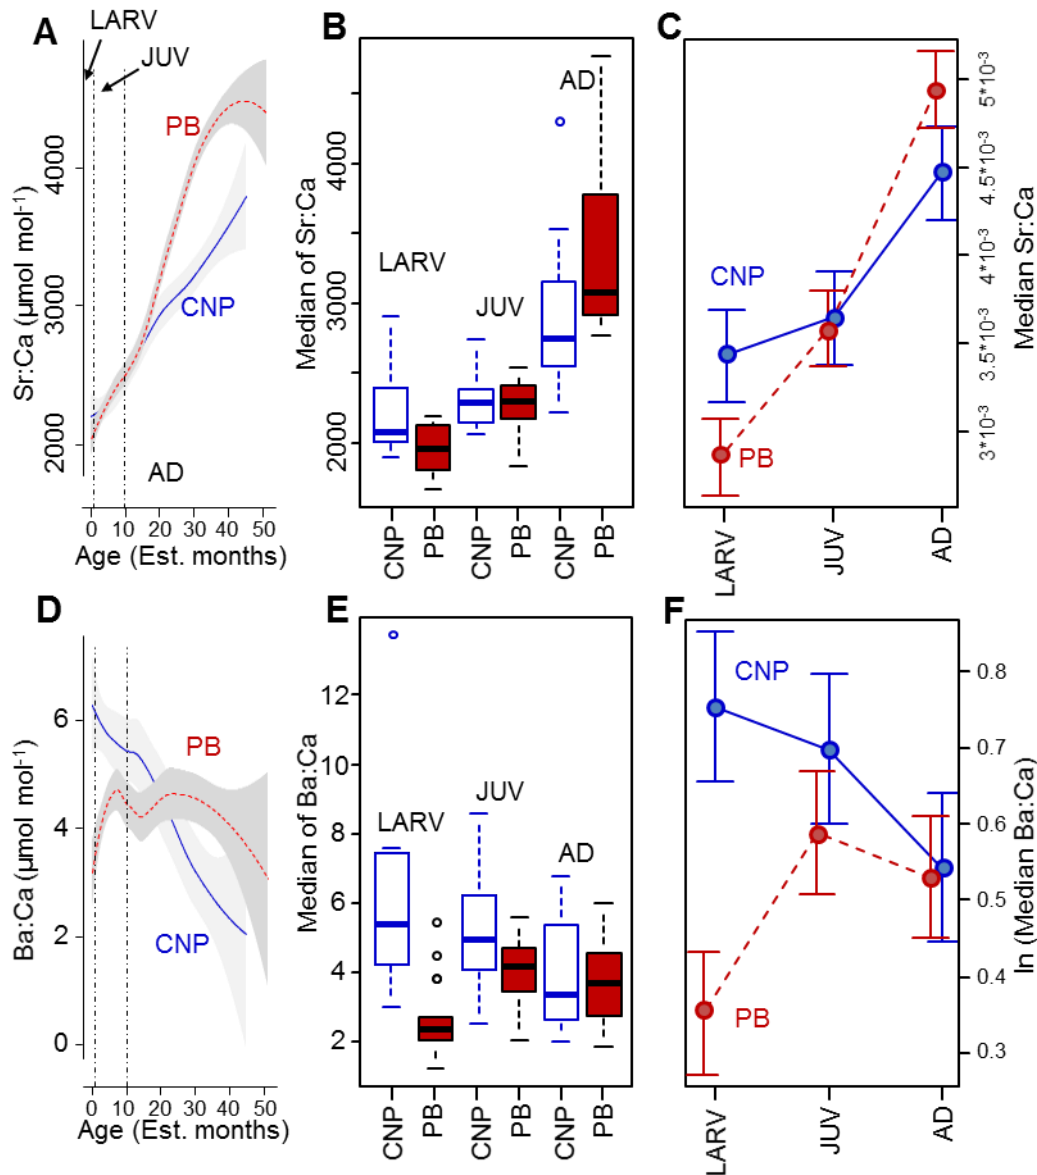 A
LARV
JUV
PB
CNP
AD
Sr:Ca (µmol mol⁻¹)
2000
3000
4000
0 10 20 30 40 50
Age (Est. months)
B
Median of Sr:Ca
2000
3000
4000
LARV
JUV
AD
CNP
PB
CNP
PB
CNP
PB
C
CNP
PB
LARV
JUV
AD
Median Sr:Ca
5*10⁻³
4.5*10⁻³
4*10⁻³
3.5*10⁻³
3*10⁻³
D
PB
CNP
Ba:Ca (µmol mol⁻¹)
6
4
2
0
0 10 20 30 40 50
Age (Est. months)
E
Median of Ba:Ca
12
10
8
6
4
2
LARV
JUV
AD
CNP
PB
CNP
PB
CNP
PB
F
CNP
PB
LARV
JUV
AD
ln (Median Ba:Ca)
0.8
0.7
0.6
0.5
0.4
0.3